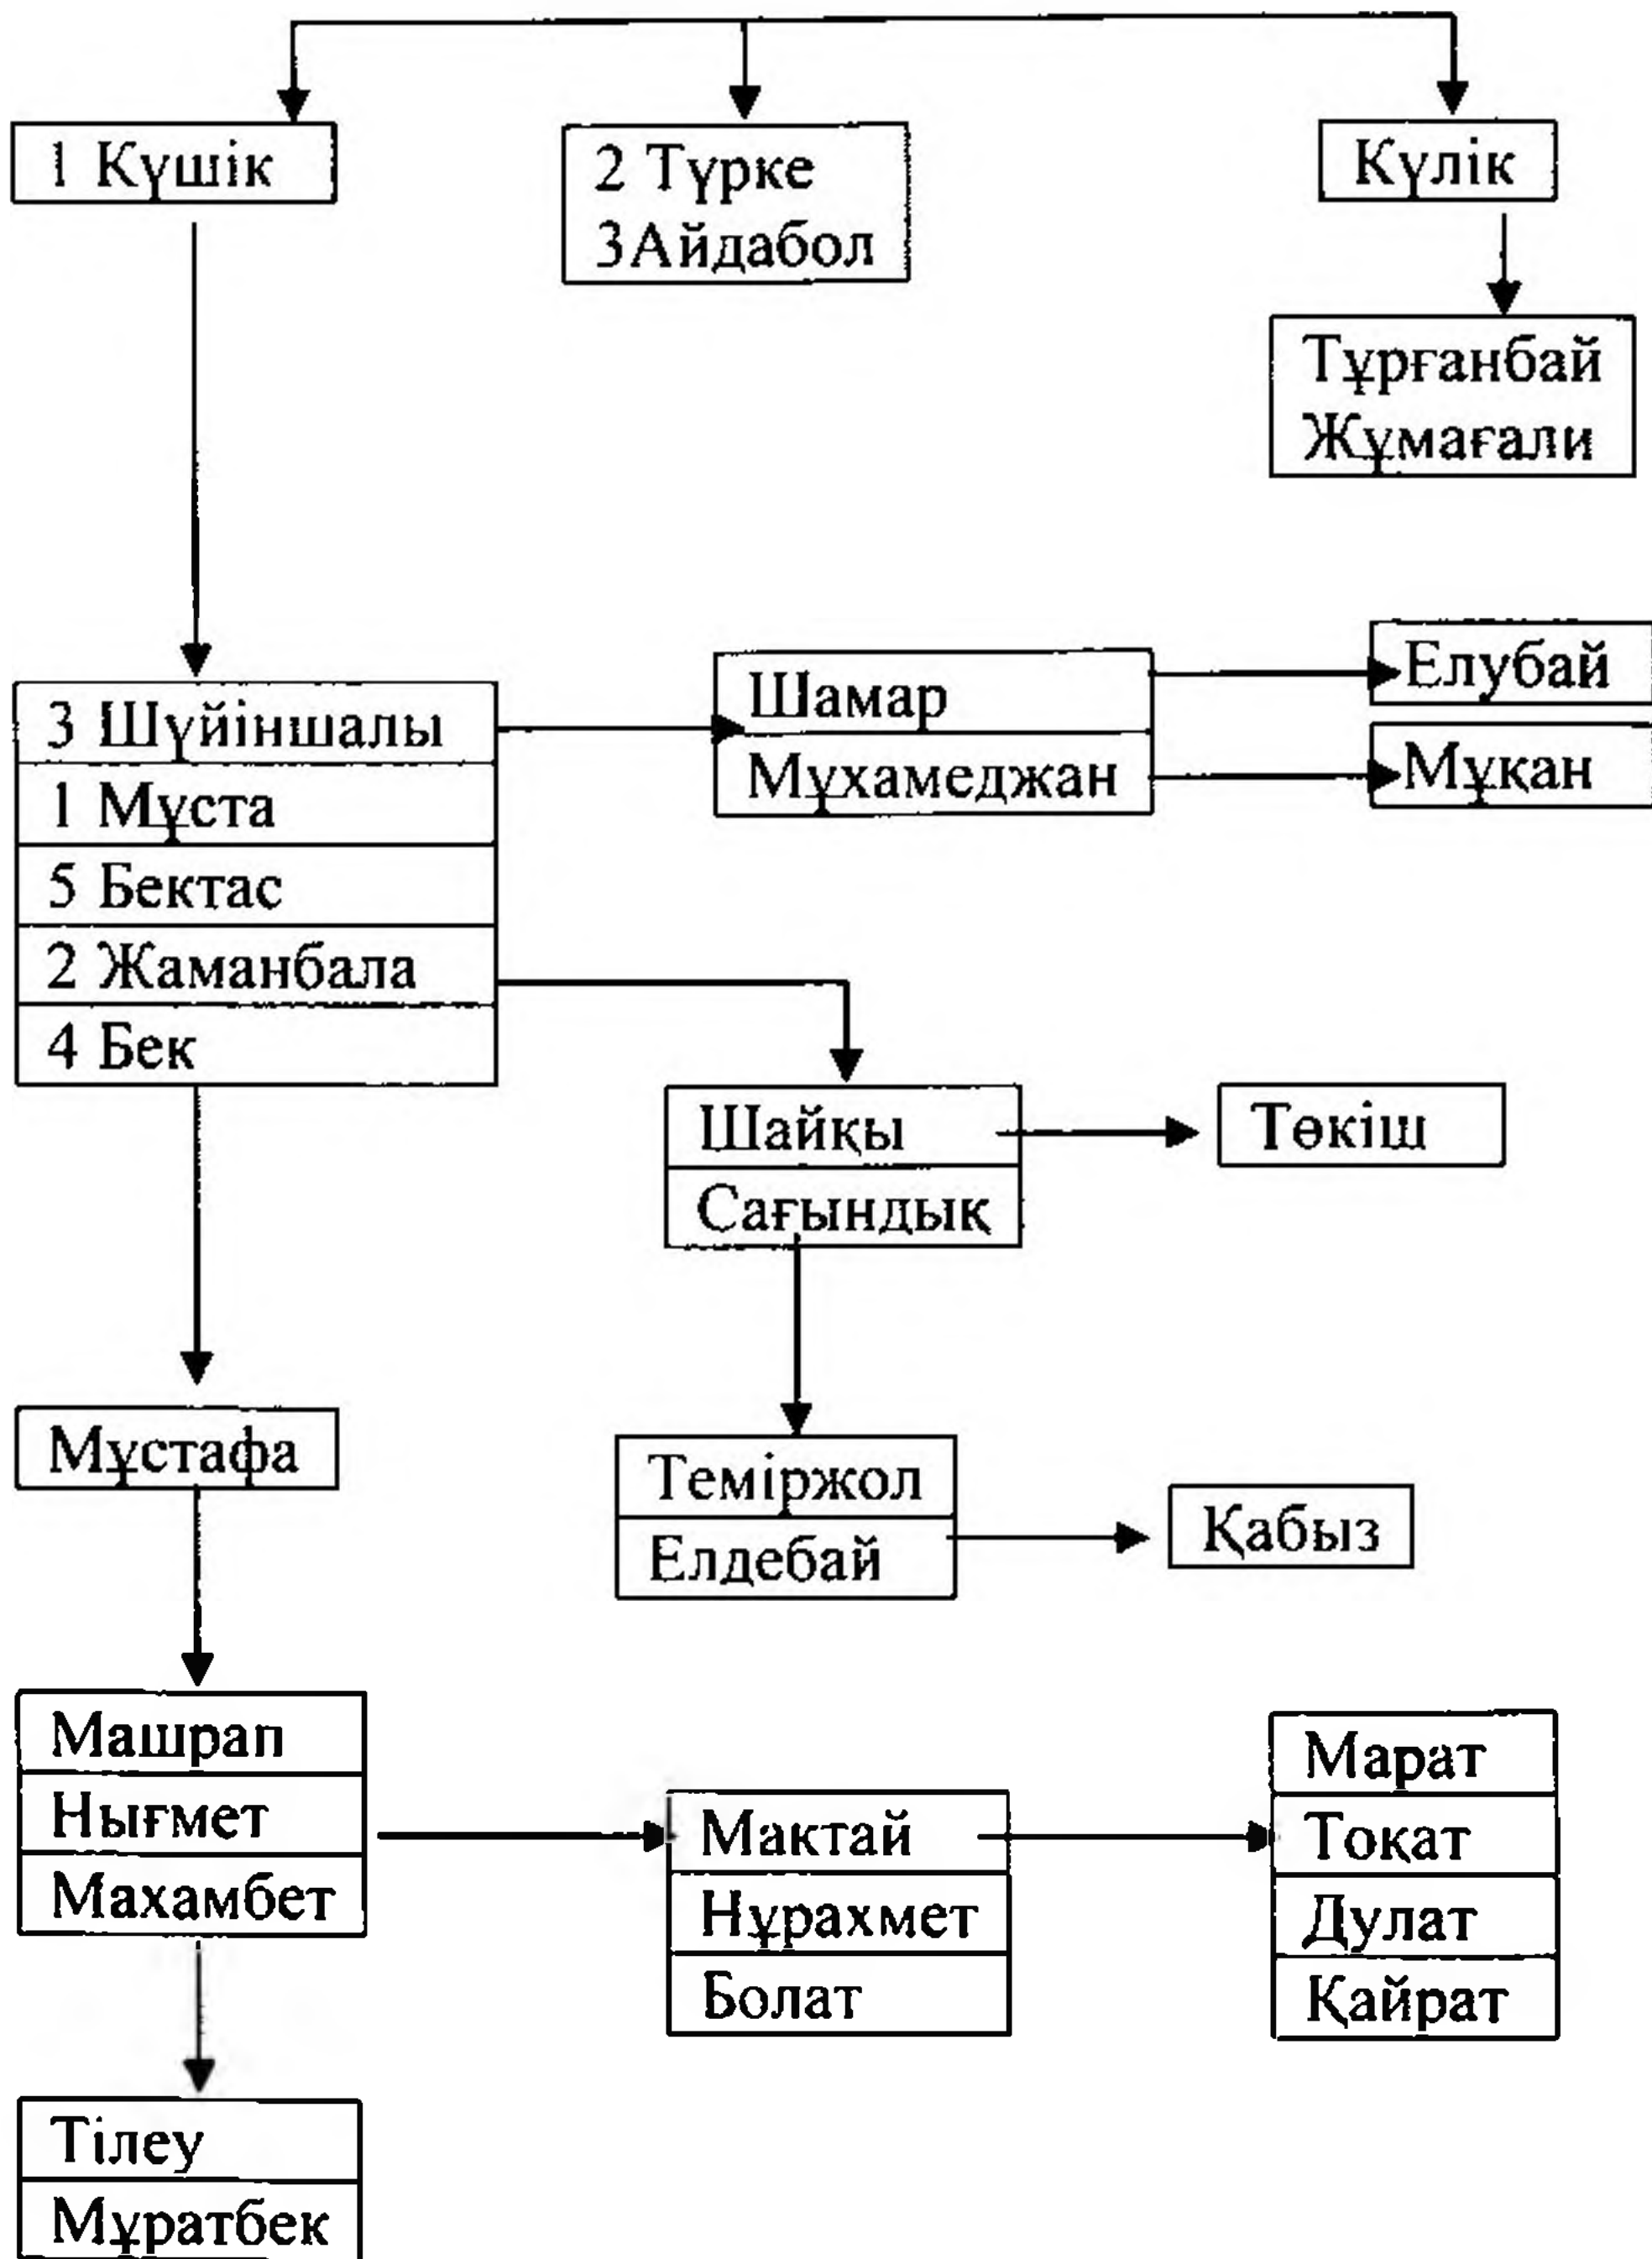 1 Күшік
2 Түрке
3Айдабол
Күлік
Тұрғанбай
Жұмағали
3 Шүйіншалы
1 Мұста
5 Бектас
2 Жаманбала
4 Бек
Шамар
Мұхамеджан
Елубай
Мұқан
Шайқы
Сағындық
Төкіш
Мұстафа
Теміржол
Елдебай
Қабыз
Машрап
Нығмет
Махамбет
Мактай
Нұрахмет
Болат
Марат
Тоқат
Дулат
Қайрат
Тілеу
Мұратбек